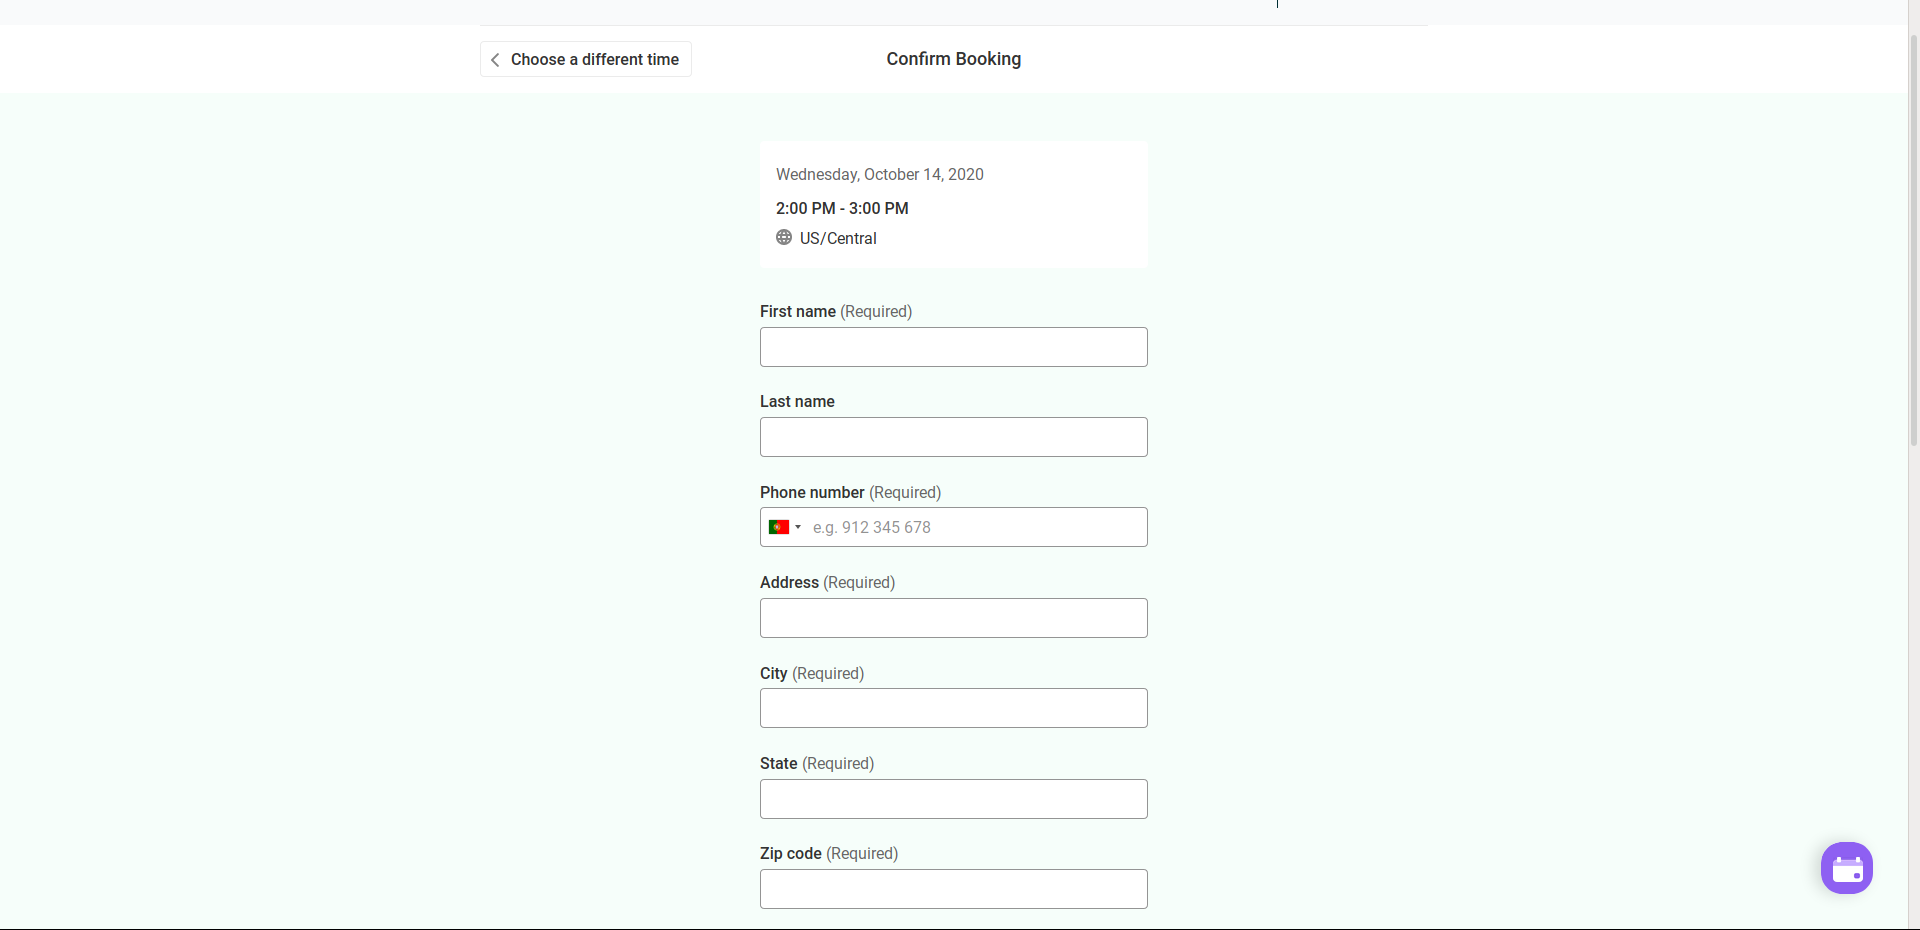 Choose a different time
Confirm Booking
Wednesday, October 14, 2020
2:00 PM - 3:00 PM
US/Central
First name (Required)
Last name
Phone number (Required)
e.g. 912 345 678
Address (Required)
City (Required)
State (Required)
Zip code (Required)